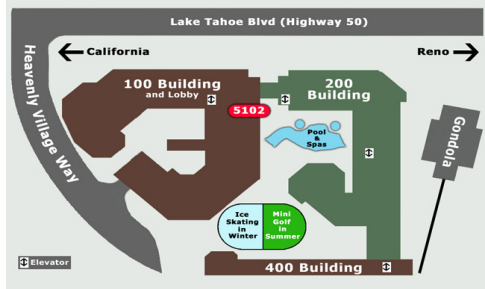 Lake Tahoe Blvd (Highway 50)
California
Reno
Heavenly Village Way
100 Building
and Lobby
200
Building
5102
Pool
&
Spas
Gondola
Ice
Skating
in
Winter
Mini
Golf
in
Summer
400 Building
Elevator